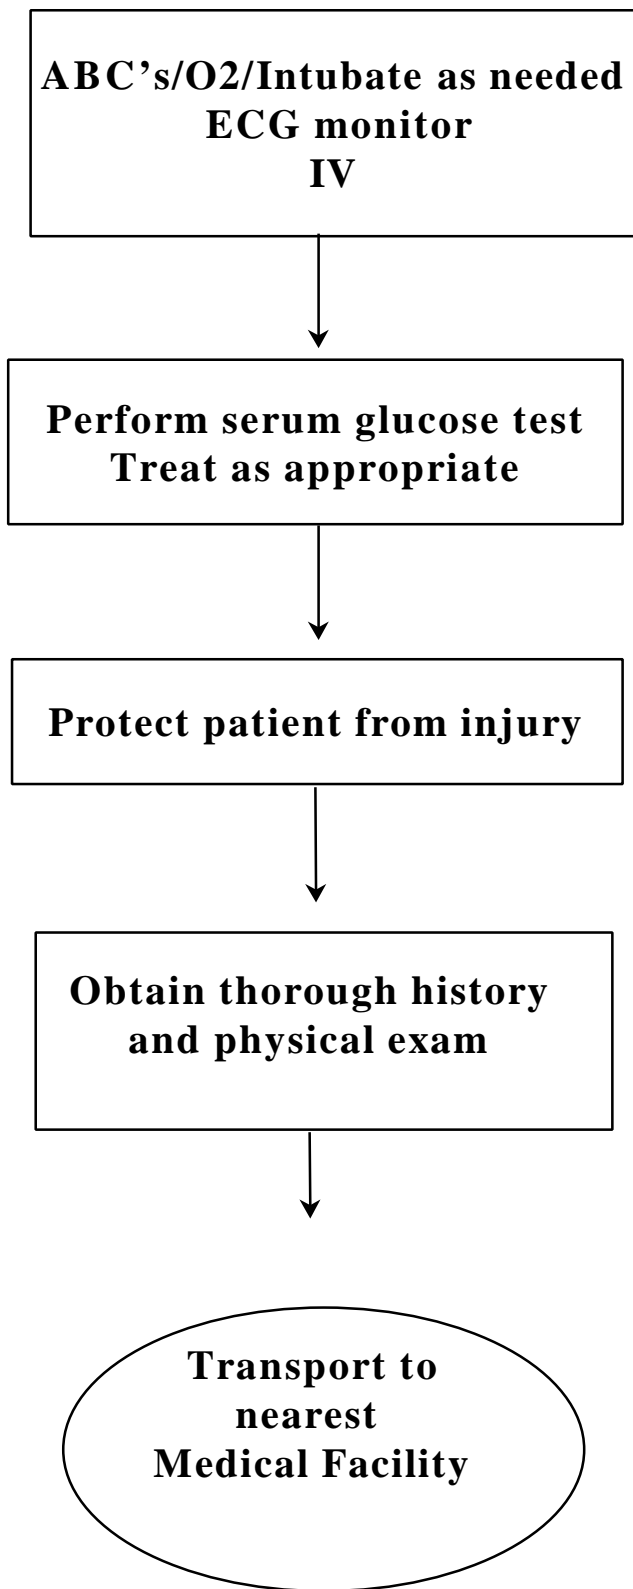 ABC’s/O2/Intubate as needed
ECG monitor
IV
Perform serum glucose test
Treat as appropriate
Protect patient from injury
Obtain thorough history
and physical exam
Transport to
nearest
Medical Facility